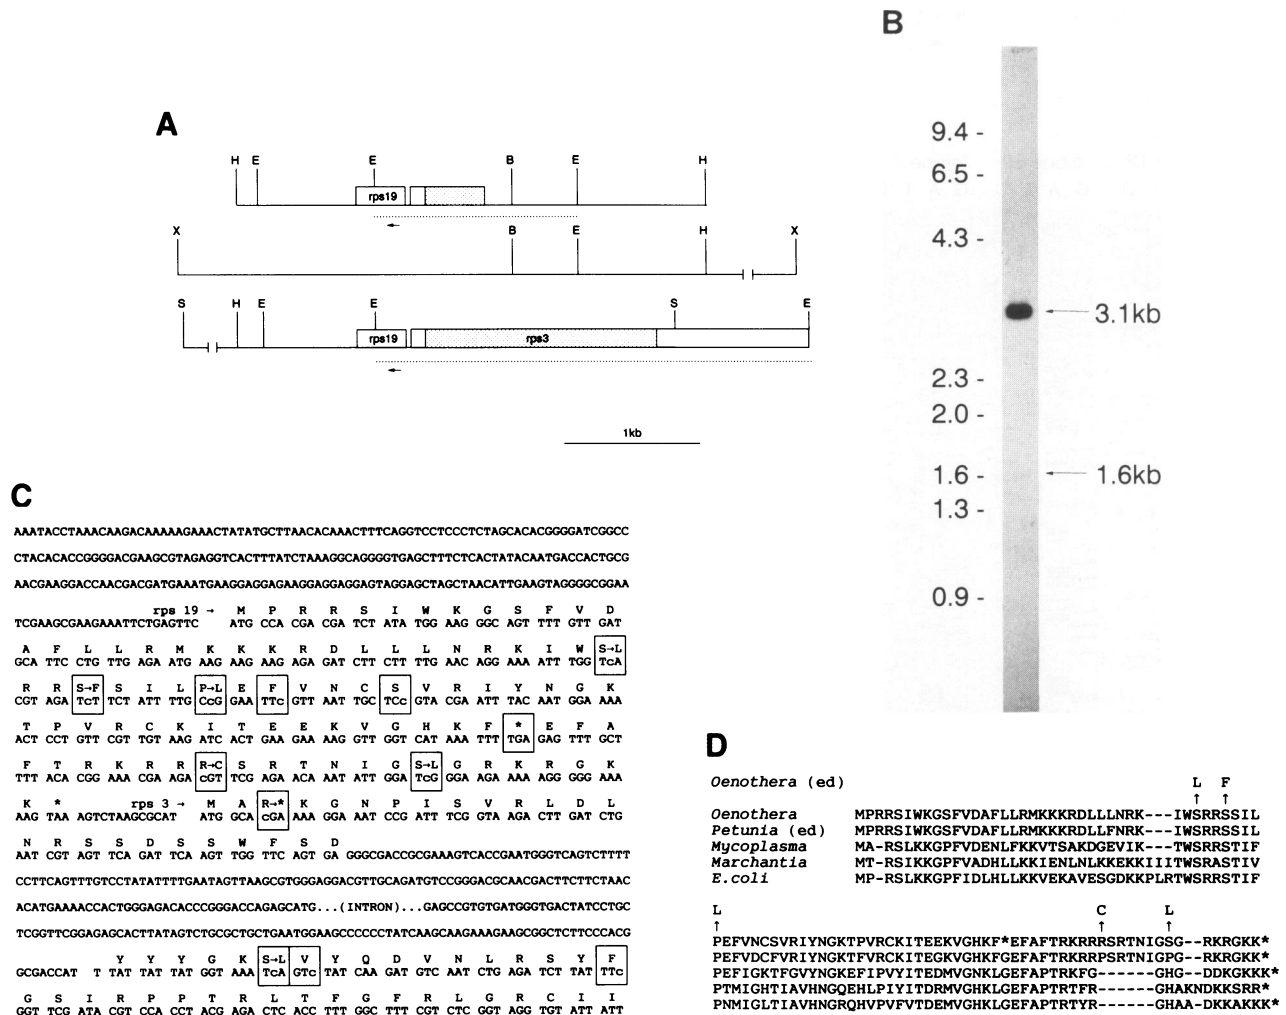 A
H E E B E H
rps19
X B E H X
S H E E S E
rps19 rps3
1kb
B
9.4 -
6.5 -
4.3 -
3.1kb
2.3 -
2.0 -
1.6 -
1.6kb
1.3 -
0.9 -
C
AAATACCTAAACAAGACAAAAAGAAACTATATGCTTAACACAAACTTTCAGGTCCTCCCTCTAGCACACGGGGATCGGCC
CTACACACCGGGGACGAAGCGTAGAGGTCACTTTATCTAAAGGCAGGGGTGAGCTTTCTCACTATACAATGACCACTGCG
AACGAAGGACCAACGACGATGAAATGAAGGAGGAGAAGGAGGAGGAGTAGGAGCTAGCTAACATTGAAGTAGGGGCGGAA
rps 19 → M P R R S I W K G S F V D
TCGAAGCGAAGAAATTCTGAGTTC ATG CCA CGA CGA TCT ATA TGG AAG GGC AGT TTT GTT GAT
A F L L R M K K K R D L L L N R K I W S→L
GCA TTC CTG TTG AGA ATG AAG AAG AAG AGA GAT CTT CTT TTG AAC AGG AAA ATT TGG TcA
R R S→F S I L P→L E F V N C S V R I Y N G K
CGT AGA TcT TCT ATT TTG CcG GAA TTc GTT AAT TGC TCc GTA CGA ATT TAC AAT GGA AAA
T P V R C K I T E E K V G H K F * E F A
ACT CCT GTT CGT TGT AAG ATC ACT GAA GAA AAG GTT GGT CAT AAA TTT TGA GAG TTT GCT
F T R K R R R→C S R T N I G S→L G R K R G K
TTT ACA CGG AAA CGA AGA cGT TCG AGA ACA AAT ATT GGA TcG GGA AGA AAA AGG GGG AAA
K * rps 3 → M A R→* K G N P I S V R L D L
AAG TAA AGTCTAAGCGCAT ATG GCA cGA AAA GGA AAT CCG ATT TCG GTA AGA CTT GAT CTG
N R S S D S S W F S D
AAT CGT AGT TCA GAT TCA AGT TGG TTC AGT GA GGGCGACCGCGAAAGTCACCGAATGGGTCAGTCTTTT
CCTTCAGTTTGTCCTATATTTTGAATAGTTAAGCGTGGGAGGACGTTGCAGATGTCCGGGACGCAACGACTTCTTCTAAC
ACATGAAAACCACTGGGAGACACCCGGGACCAGAGCATG...(INTRON)...GAGCCGTGTGATGGGTGACTATCCTGC
TCGGTTCGGAGAGCACTTATAGTCTGCGCTGCTGAATGGAAGCCCCCCTATCAAGCAAGAAAGAAGCGGCTCTTCCCACG
Y Y Y G K S→L V Y Q D V N L R S Y F
GCGACCAT T TAT TAT TAT GGT AAA TcA GTc TAT CAA GAT GTC AAT CTG AGA TCT TAT TTc
G S I R P P T R L T F G F R L G R C I I
GGT TCG ATA CGT CCA CCT ACG AGA CTC ACC TTT GGC TTT CGT CTC GGT AGG TGT ATT ATT
D
Oenothera (ed) L F
Oenothera MPRRSIWKGSFVDAFLLRMKKKRDLLLNRK---IWSRRSSIL
Petunia (ed) MPRRSIWKGSFVDAFLLRMKKKRDLLFNRK---IWSRRSSIL
Mycoplasma MA-RSLKKGPFVDENLFKKVTSAKDGEVIK---TWSRRSTIF
Marchantia MT-RSIKKGPFVADHLLKKIENLNLKKEKKIIITWSRASTIV
E.coli MP-RSLKKGPFIDLHLLKKVEKAVESGDKKPLRTWSRRSTIF
L C L
PEFVNCSVRIYNGKTPVRCKITEEKVGHKF*EFAFTRKRRRSRTNIGSG--RKRGKK*
PEFVDCFVRIYNGKTFVRCKITEGKVGHKFGEFAFTRKRRPSRTNIGPG--RKRGKK*
PEFIGKTFGVYNGKEFIPVYITEDMVGNKLGEFAPTRKFG------GHG--DDKGKKK*
PTMIGHTIAVHNGQEHLPIYITDRMVGHKLGEFAPTRTFR------GHAKNDKKSRR*
PNMIGLTIAVHNGRQHVPVFVTDEMVGHKLGEFAPTRTYR------GHAA-DKKAKKK*